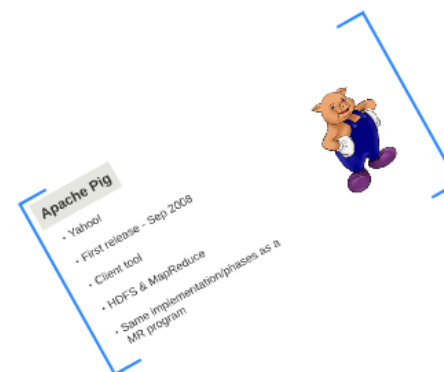 Apache Pig
· Yahoo!
· First release - Sep 2008
· Client tool
· HDFS & MapReduce
· Same implementation/phases as a
MR program